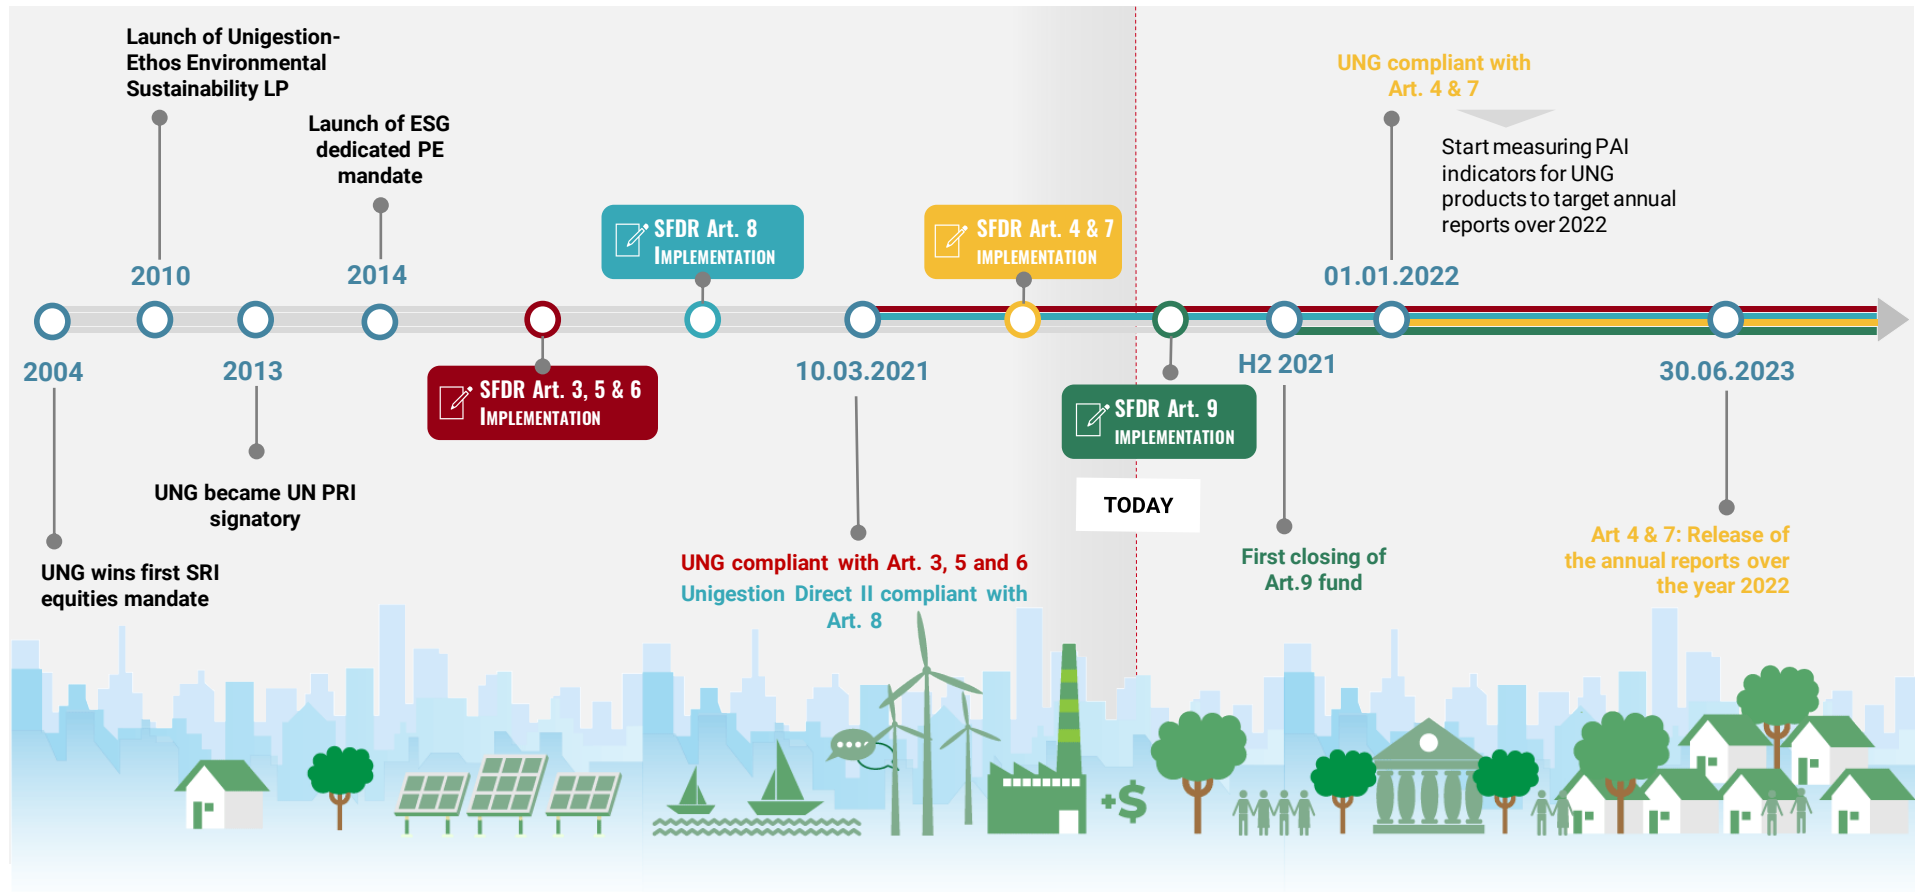 Launch of Unigestion-
Ethos Environmental
Sustainability LP
2010
Launch of ESG
dedicated PE
mandate
2014
SFDR Art. 8
IMPLEMENTATION
SFDR Art. 4 & 7
IMPLEMENTATION
UNG compliant with
Art. 4 & 7
Start measuring PAI
indicators for UNG
products to target annual
reports over 2022
01.01.2022
2004
UNG wins first SRI
equities mandate
2013
UNG became UN PRI
signatory
SFDR Art. 3, 5 & 6
IMPLEMENTATION
10.03.2021
UNG compliant with Art. 3, 5 and 6
Unigestion Direct II compliant with
Art. 8
SFDR Art. 9
IMPLEMENTATION
TODAY
H2 2021
First closing of
Art.9 fund
30.06.2023
Art 4 & 7: Release of
the annual reports over
the year 2022
+$